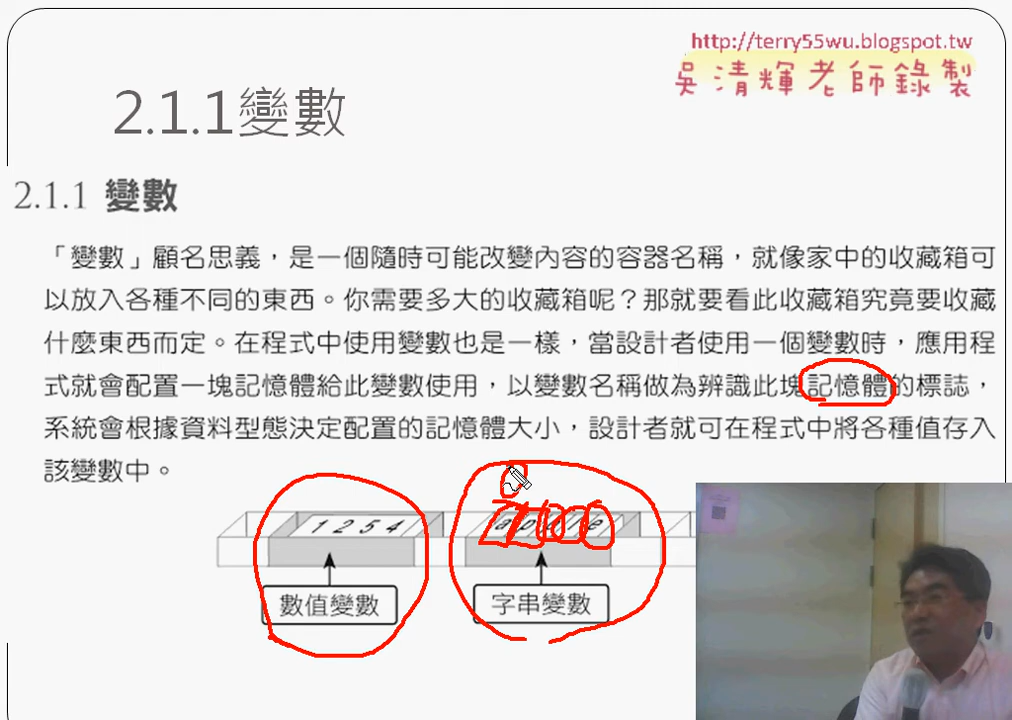 http://terry55wu.blogspot.tw
吳清輝老師錄製
2.1.1變數
2.1.1 變數
「變數」顧名思義，是一個隨時可能改變內容的容器名稱，就像家中的收藏箱可
以放入各種不同的東西。你需要多大的收藏箱呢？那就要看此收藏箱究竟要收藏
什麼東西而定。在程式中使用變數也是一樣，當設計者使用一個變數時，應用程
式就會配置一塊記憶體給此變數使用，以變數名稱做為辨識此塊記憶體的標誌，
系統會根據資料型態決定配置的記憶體大小，設計者就可在程式中將各種值存入
該變數中。
1254
數值變數
字串變數